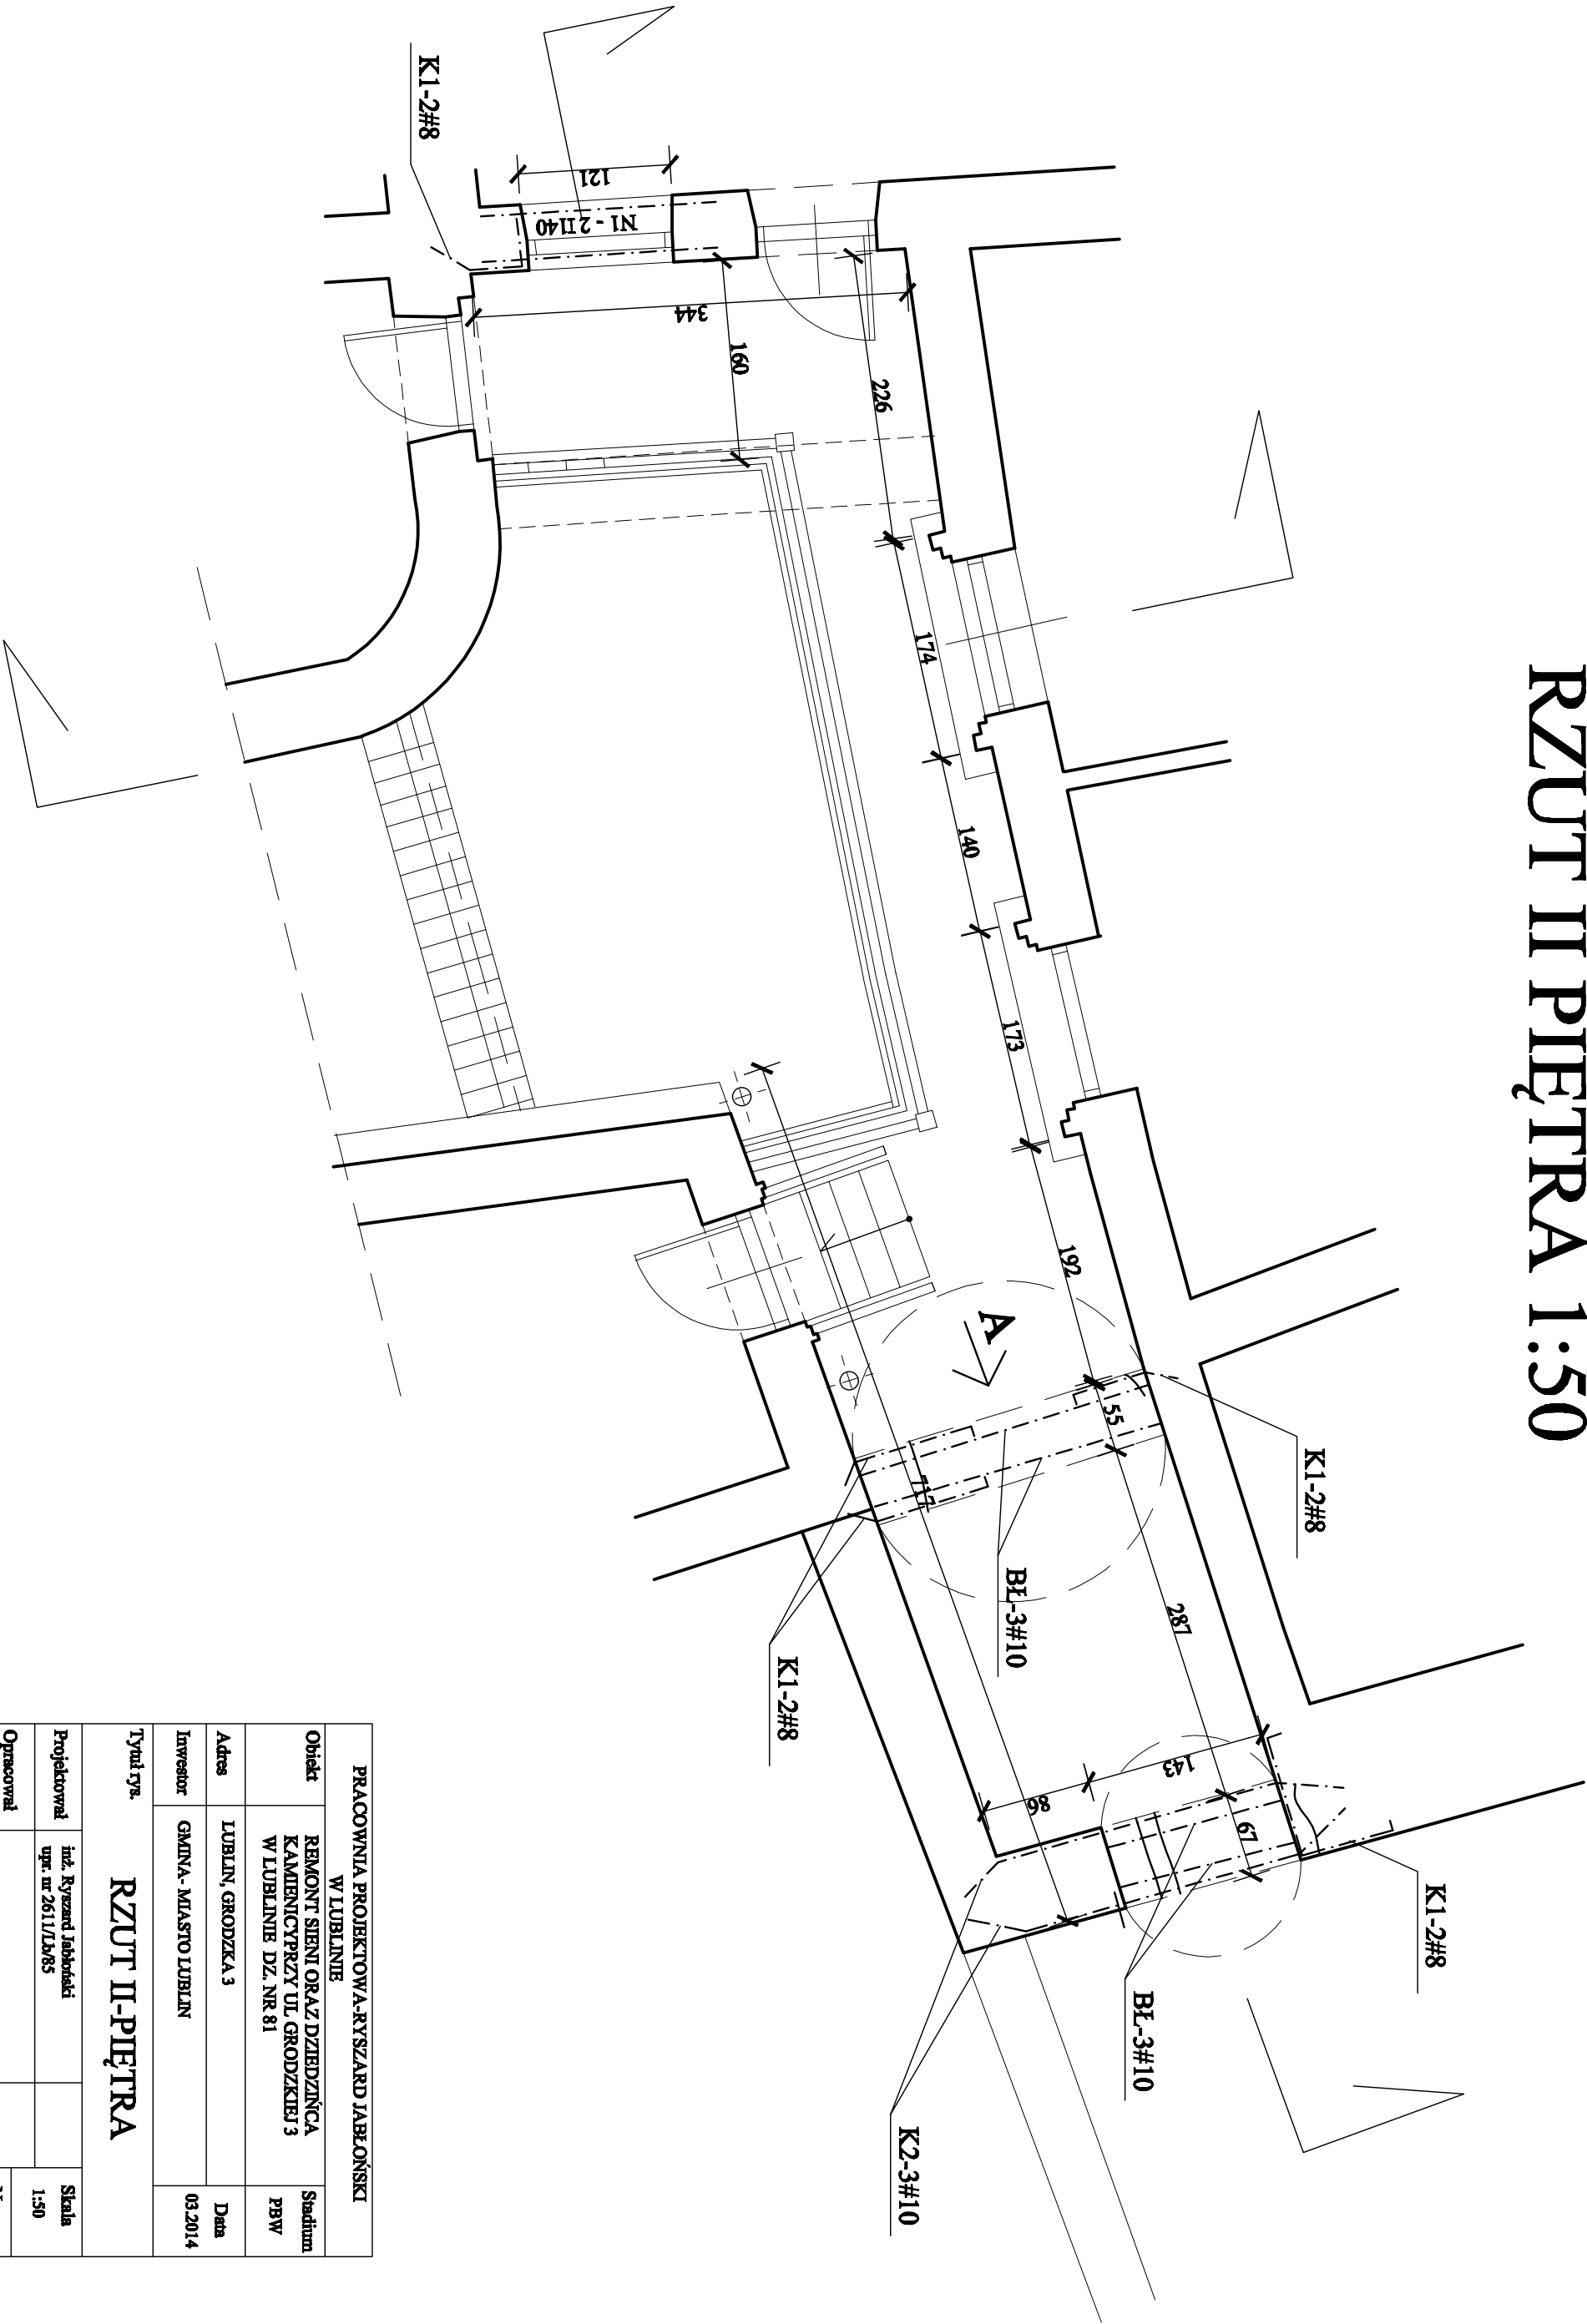 RZUT II PIĘTRA 1:50
K1-2#8
121
N1 - 2 I140
344
160
226
174
140
173
192
A
55
717
K1-2#8
BŁ-3#10
K1-2#8
287
143
98
67
K1-2#8
BŁ-3#10
K2-3#10
PRACOWNIA PROJEKTOWA-RYSZARD JABŁOŃSKI
W LUBLINIE
Obiekt
REMONT SIENI ORAZ DZIEDZIŃCA
KAMIENICYPRZY UL. GRODZKIEJ 3
W LUBLINIE DZ. NR 81
Stadium
PBW
Adres
LUBLIN, GRODZKA 3
Data
03.2014
Inwestor
GMINA- MIASTO LUBLIN
Tytuł rys.
RZUT II-PIĘTRA
Projektował
inż. Ryszard Jabłoński
upr. nr 2611/Lb/85
Skala
1:50
Opracował